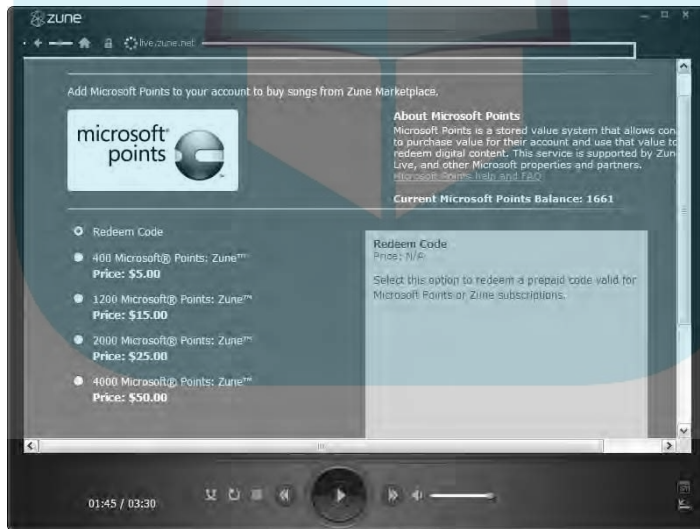 zune
live.zune.net
Add Microsoft Points to your account to buy songs from Zune Marketplace.
microsoft®
points
About Microsoft Points
Microsoft Points is a stored value system that allows con
to purchase value for their account and use that value to
redeem digital content. This service is supported by Zun
Live, and other Microsoft properties and partners.
Microsoft Points help and FAQ
Current Microsoft Points Balance: 1661
Redeem Code
400 Microsoft® Points: Zune™
Price: $5.00
1200 Microsoft® Points: Zune™
Price: $15.00
2000 Microsoft® Points: Zune™
Price: $25.00
4000 Microsoft® Points: Zune™
Price: $50.00
Redeem Code
Price: N/A
Select this option to redeem a prepaid code valid for
Microsoft Points or Zune subscriptions.
01:45 / 03:30